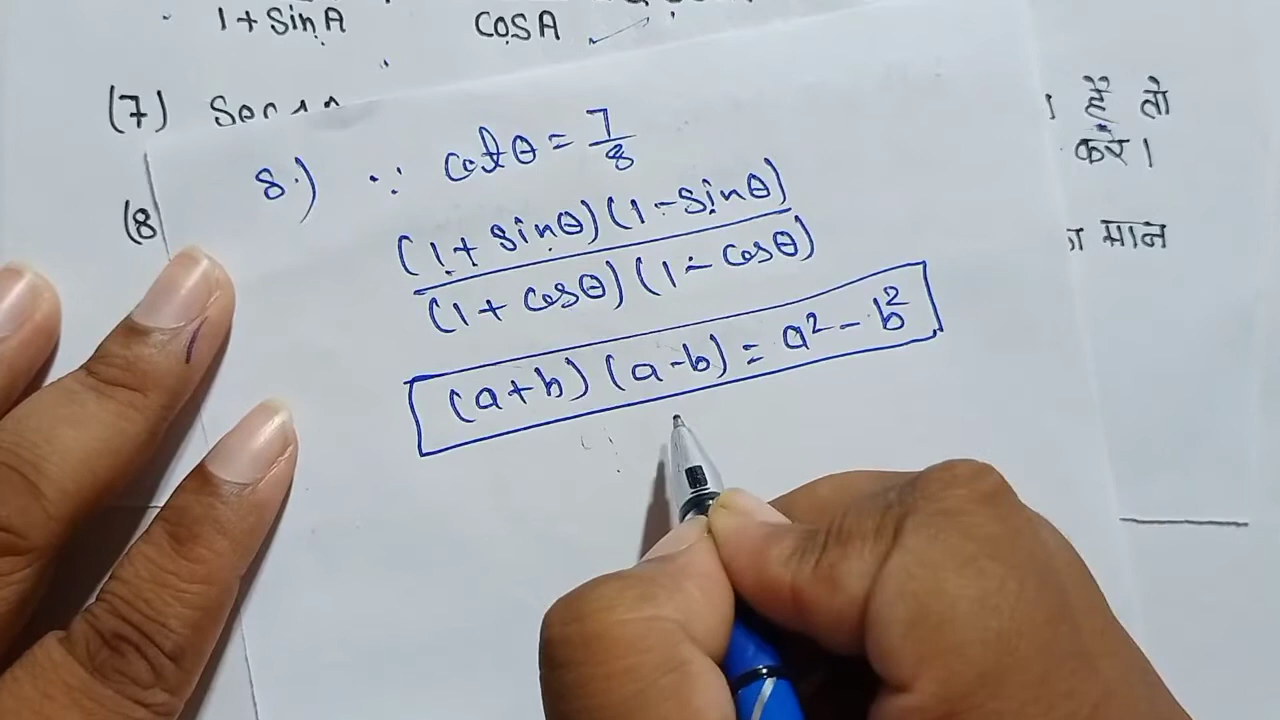 1 + sinA
cosA
(7)
है तो
करें।
(8
मान
8.) ∵ cotθ = 7/8
(1 + sinθ) (1 - sinθ)
(1 + cosθ) (1 - cosθ)
(a+b) (a-b) = a² - b²